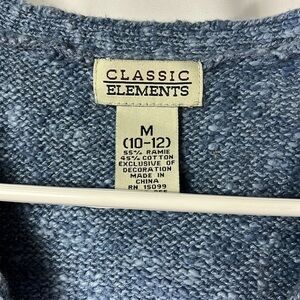 CLASSIC
ELEMENTS
M
(10-12)
55% RAMIE
45% COTTON
EXCLUSIVE OF
DECORATION
MADE IN
CHINA
RN 15099